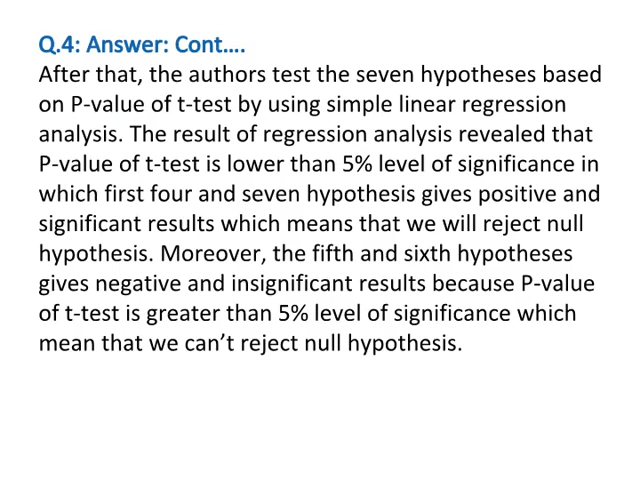 Q.4: Answer: Cont….
After that, the authors test the seven hypotheses based
on P-value of t-test by using simple linear regression
analysis. The result of regression analysis revealed that
P-value of t-test is lower than 5% level of significance in
which first four and seven hypothesis gives positive and
significant results which means that we will reject null
hypothesis. Moreover, the fifth and sixth hypotheses
gives negative and insignificant results because P-value
of t-test is greater than 5% level of significance which
mean that we can’t reject null hypothesis.